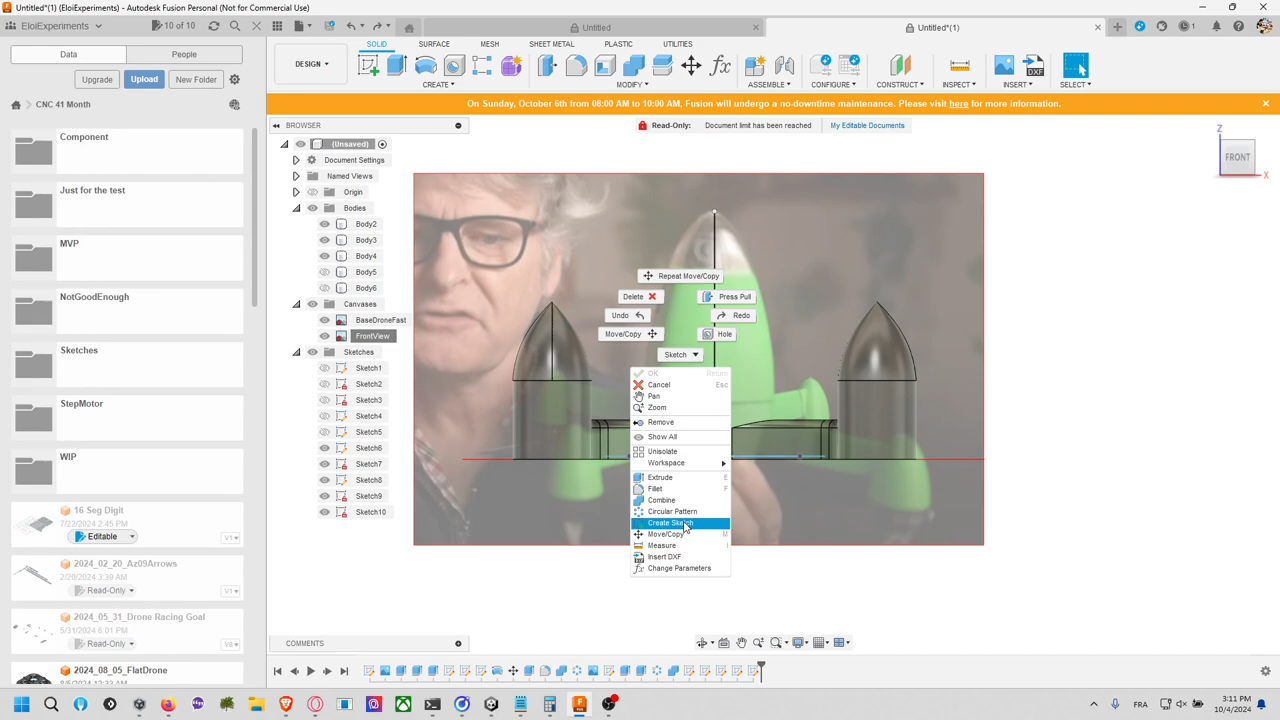 Untitled*(1) (EloiExperiments) - Autodesk Fusion Personal (Not for Commercial Use)
EloiExperiments
10 of 10
Untitled
Untitled*(1)
1
Data
People
DESIGN
SOLID
SURFACE
MESH
SHEET METAL
PLASTIC
UTILITIES
CREATE
MODIFY
ASSEMBLE
CONFIGURE
CONSTRUCT
INSPECT
INSERT
SELECT
Upgrade
Upload
New Folder
CNC 41 Month
On Sunday, October 6th from 08:00 AM to 10:00 AM, Fusion will undergo a no-downtime maintenance. Please visit here for more information.
BROWSER
Read-Only:
Document limit has been reached
My Editable Documents
(Unsaved)
Document Settings
Named Views
Origin
Bodies
Body2
Body3
Body4
Body5
Body6
Canvases
BaseDroneFast
FrontView
Sketches
Sketch1
Sketch2
Sketch3
Sketch4
Sketch5
Sketch6
Sketch7
Sketch8
Sketch9
Sketch10
Component
Just for the test
MVP
NotGoodEnough
Sketches
StepMotor
WIP
16 Seg Digit
7/22/2024 2:45 PM
Editable
2024_02_20_Az09Arrows
2/20/2024 3:39 AM
Read-Only
V1
2024_05_31_Drone Racing Goal
5/31/2024 6:01 PM
Read-Only
V8
2024_08_05_FlatDrone
Z
FRONT
X
Repeat Move/Copy
Delete
Press Pull
Undo
Redo
Move/Copy
Hole
Sketch
OK
Return
Cancel
Esc
Pan
Zoom
Remove
Show All
Unisolate
Workspace
Extrude
E
Fillet
F
Combine
Circular Pattern
Create Sketch
Move/Copy
M
Measure
I
Insert DXF
Change Parameters
COMMENTS
FRA
3:11 PM
10/4/2024